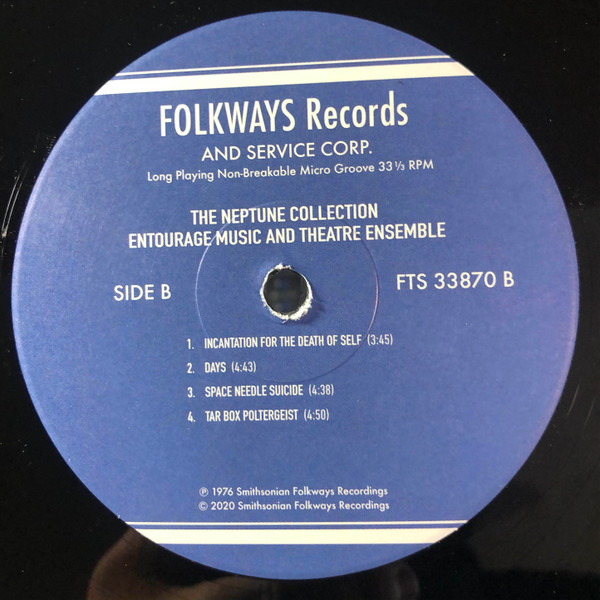 FOLKWAYS Records
AND SERVICE CORP.
Long Playing Non-Breakable Micro Groove 33 1/3 RPM
THE NEPTUNE COLLECTION
ENTOURAGE MUSIC AND THEATRE ENSEMBLE
SIDE B
FTS 33870 B
1. INCANTATION FOR THE DEATH OF SELF (3:45)
2. DAYS (4:43)
3. SPACE NEEDLE SUICIDE (4:38)
4. TAR BOX POLTERGEIST (4:50)
℗ 1976 Smithsonian Folkways Recordings
© 2020 Smithsonian Folkways Recordings